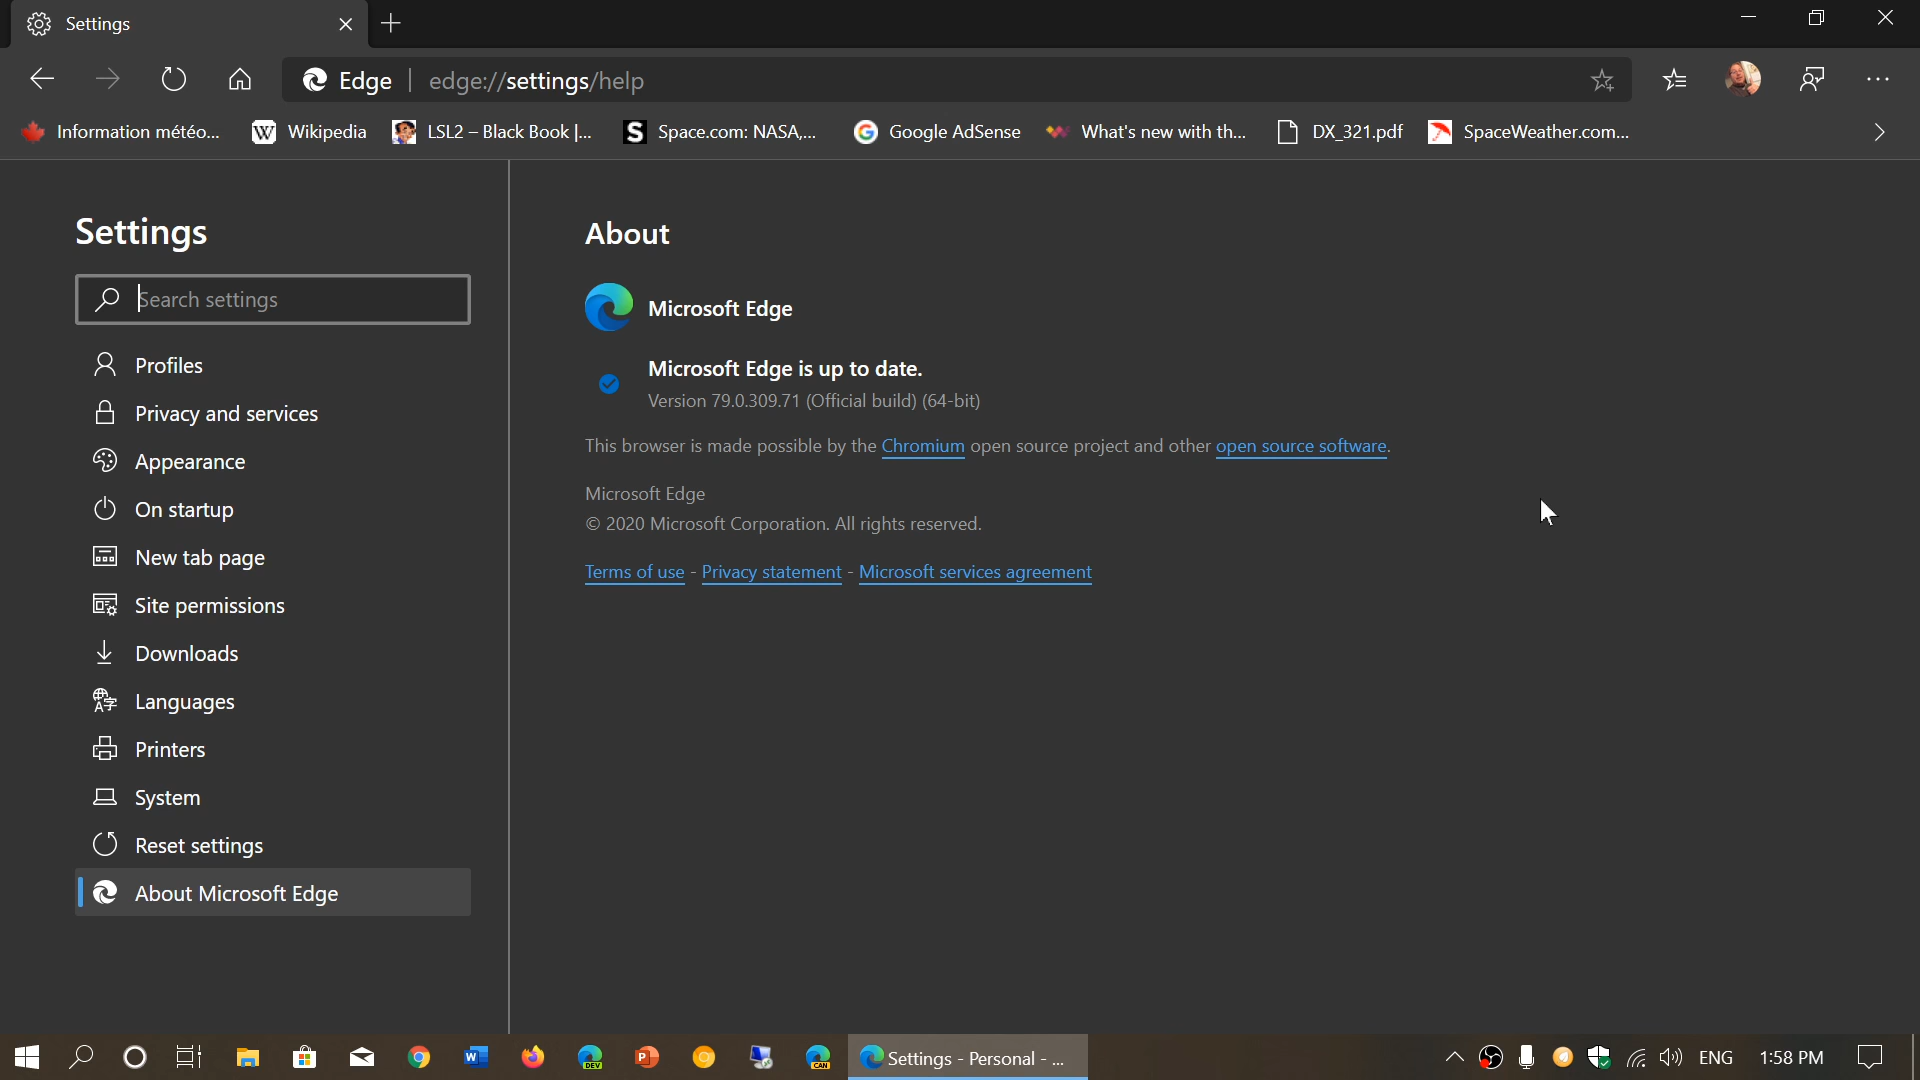 Settings
Edge | edge://settings/help
Information météo...
Wikipedia
LSL2 – Black Book |...
Space.com: NASA,...
Google AdSense
What's new with th...
DX_321.pdf
SpaceWeather.com...
Settings
Search settings
Profiles
Privacy and services
Appearance
On startup
New tab page
Site permissions
Downloads
Languages
Printers
System
Reset settings
About Microsoft Edge
About
Microsoft Edge
Microsoft Edge is up to date.
Version 79.0.309.71 (Official build) (64-bit)
This browser is made possible by the Chromium open source project and other open source software.
Microsoft Edge
© 2020 Microsoft Corporation. All rights reserved.
Terms of use - Privacy statement - Microsoft services agreement
DEV
CAN
Settings - Personal - ...
ENG
1:58 PM